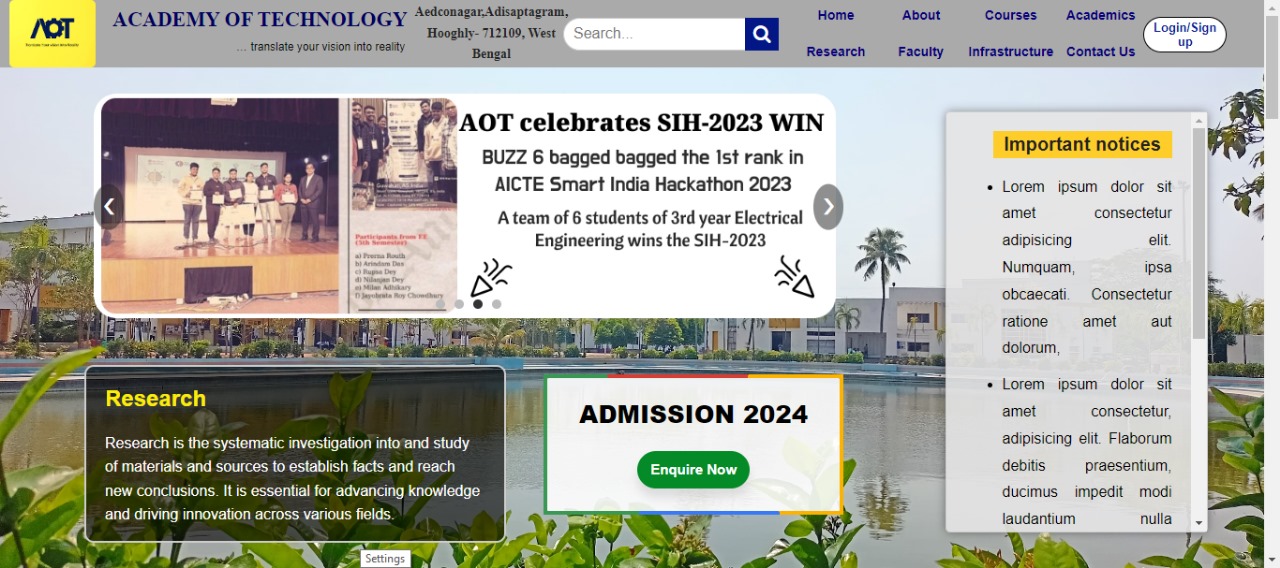 AOT
ACADEMY OF TECHNOLOGY
... translate your vision into reality
Aedconagar,Adisaptagram,
Hooghly- 712109, West
Bengal
Search...
Home
About
Courses
Academics
Research
Faculty
Infrastructure
Contact Us
Login/Sign
up
AOT celebrates SIH-2023 WIN
BUZZ 6 bagged bagged the 1st rank in
AICTE Smart India Hackathon 2023
A team of 6 students of 3rd year Electrical
Engineering wins the SIH-2023
Participants from EE
(5th Semester)
a) Prerna Routh
b) Arindam Das
c) Rupsa Dey
d) Nilanjan Dey
e) Milan Adhikary
f) Jayobrata Roy Chowdhury
❮
❯
Important notices
Lorem ipsum dolor sit
amet consectetur
adipisicing elit.
Numquam, ipsa
obcaecati. Consectetur
ratione amet aut
dolorum,
Lorem ipsum dolor sit
amet consectetur,
adipisicing elit. Flaborum
debitis praesentium,
ducimus impedit modi
laudantium nulla
Research
Research is the systematic investigation into and study
of materials and sources to establish facts and reach
new conclusions. It is essential for advancing knowledge
and driving innovation across various fields.
ADMISSION 2024
Enquire Now
Settings